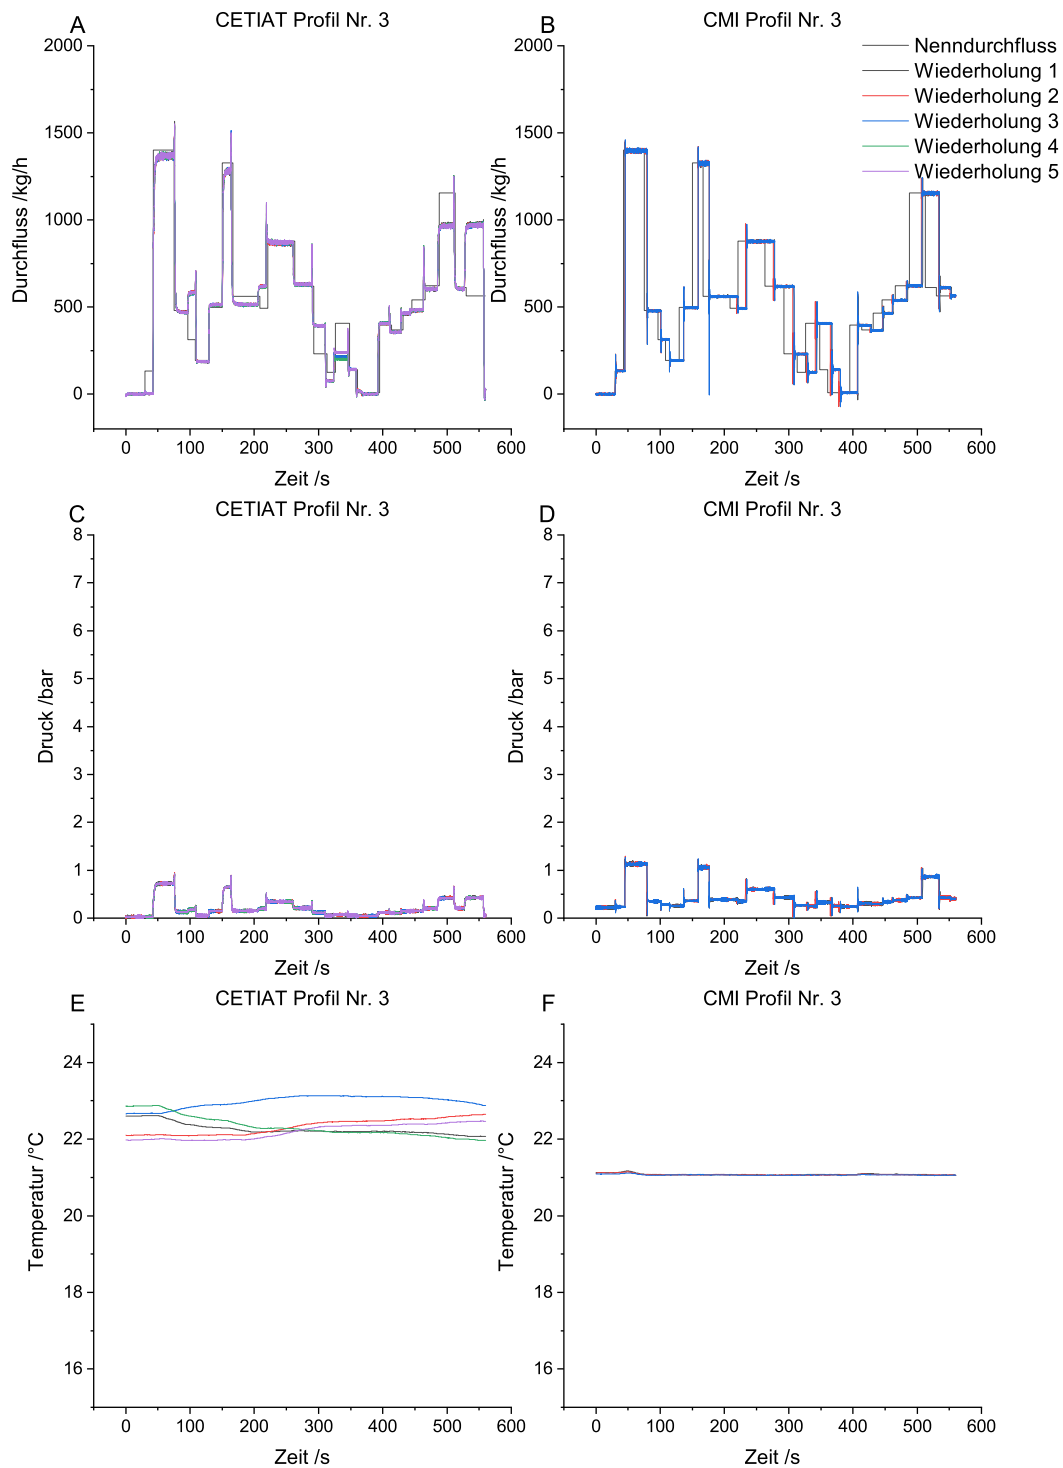 A
CETIAT Profil Nr. 3
2000
1500
1000
500
0
Durchfluss /kg/h
0 100 200 300 400 500 600
Zeit /s
B
CMI Profil Nr. 3
Nenndurchfluss
Wiederholung 1
Wiederholung 2
Wiederholung 3
Wiederholung 4
Wiederholung 5
2000
1500
1000
500
0
Durchfluss /kg/h
0 100 200 300 400 500 600
Zeit /s
C
CETIAT Profil Nr. 3
8
7
6
5
4
3
2
1
0
Druck /bar
0 100 200 300 400 500 600
Zeit /s
D
CMI Profil Nr. 3
8
7
6
5
4
3
2
1
0
Druck /bar
0 100 200 300 400 500 600
Zeit /s
E
CETIAT Profil Nr. 3
24
22
20
18
16
Temperatur /°C
0 100 200 300 400 500 600
Zeit /s
F
CMI Profil Nr. 3
24
22
20
18
16
Temperatur /°C
0 100 200 300 400 500 600
Zeit /s